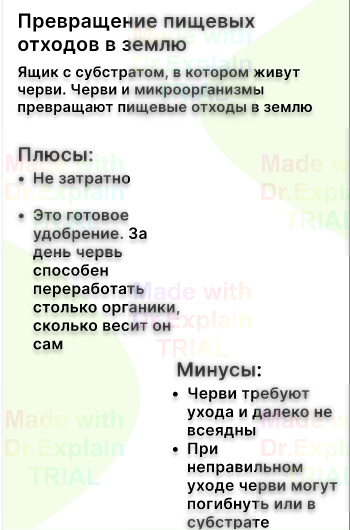 Превращение пищевых
отходов в землю
Ящик с субстратом, в котором живут
черви. Черви и микроорганизмы
превращают пищевые отходы в землю
Плюсы:
• Не затратно
• Это готовое
удобрение. За
день червь
способен
переработать
столько органики,
сколько весит он
сам
Минусы:
• Черви требуют
ухода и далеко не
всеядны
• При
неправильном
уходе черви могут
погибнуть или в
субстрате
Made with
Dr.Explain
TRIAL
Made with
Dr.Explain
TRIAL
Made with
Dr.Explain
TRIAL
Made with
Dr.Explain
TRIAL
Made with
Dr.Explain
TRIAL
Made with
Dr.Explain
TRIAL